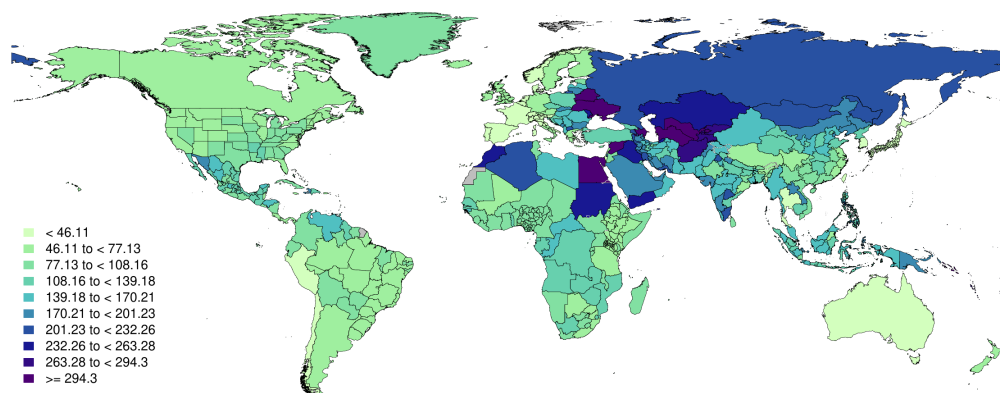 < 46.11
46.11 to < 77.13
77.13 to < 108.16
108.16 to < 139.18
139.18 to < 170.21
170.21 to < 201.23
201.23 to < 232.26
232.26 to < 263.28
263.28 to < 294.3
>= 294.3